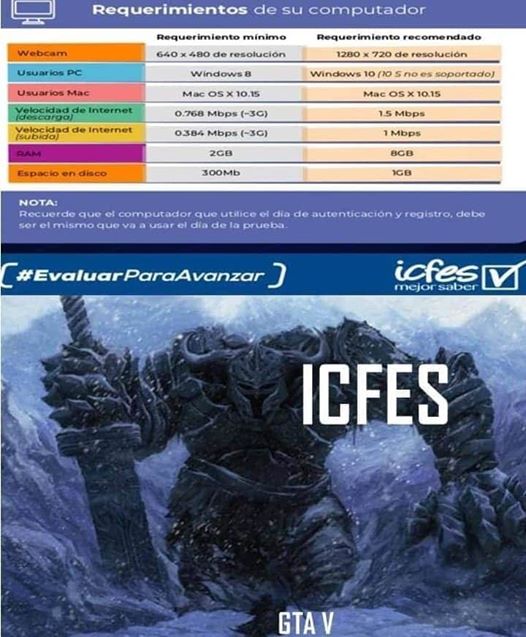 Requerimientos de su computador
Requerimiento mínimo Requerimiento recomendado
Webcam 640 x 480 de resolución 1280 x 720 de resolución
Usuarios PC Windows 8 Windows 10 (10 S no es soportado)
Usuarios Mac Mac OS X 10.15 Mac OS X 10.15
Velocidad de Internet (descarga) 0.768 Mbps (~3G) 1.5 Mbps
Velocidad de Internet (subida) 0.384 Mbps (~3G) 1 Mbps
RAM 2GB 8GB
Espacio en disco 300Mb 1GB
NOTA:
Recuerde que el computador que utilice el día de autenticación y registro, debe
ser el mismo que va a usar el día de la prueba.
#EvaluarParaAvanzar
icfes
mejor saber
ICFES
GTA V